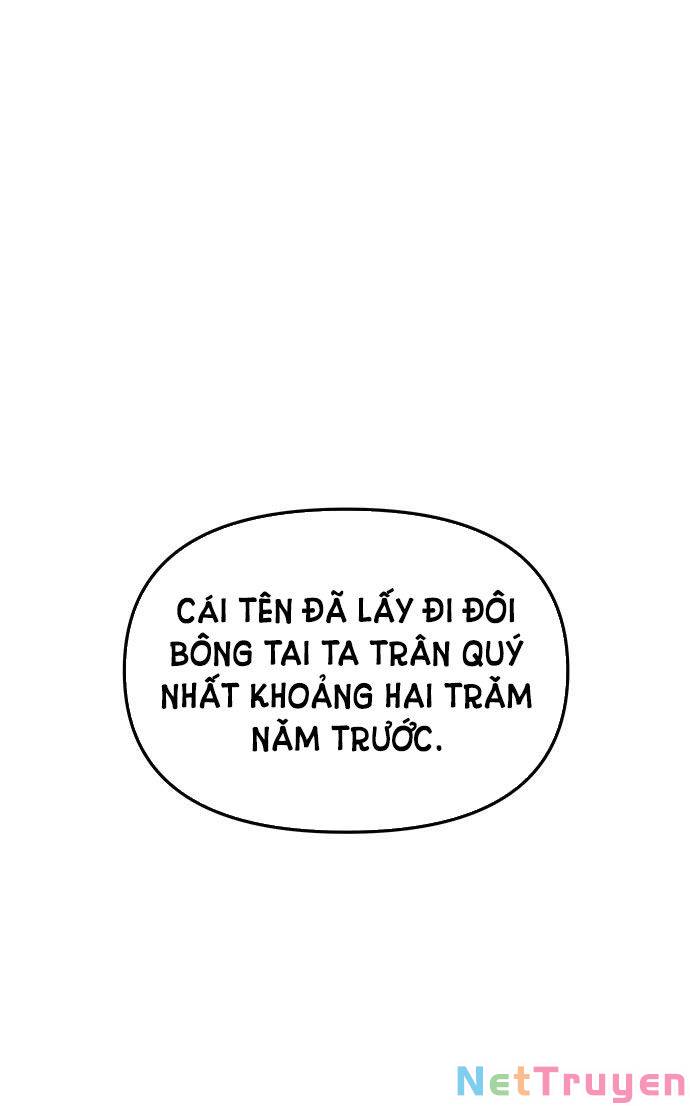 CÁI TÊN ĐÃ LẤY ĐI ĐÔI
BÔNG TAI TA TRÂN QUÝ
NHẤT KHOẢNG HAI TRĂM
NĂM TRƯỚC.
NetTruyen